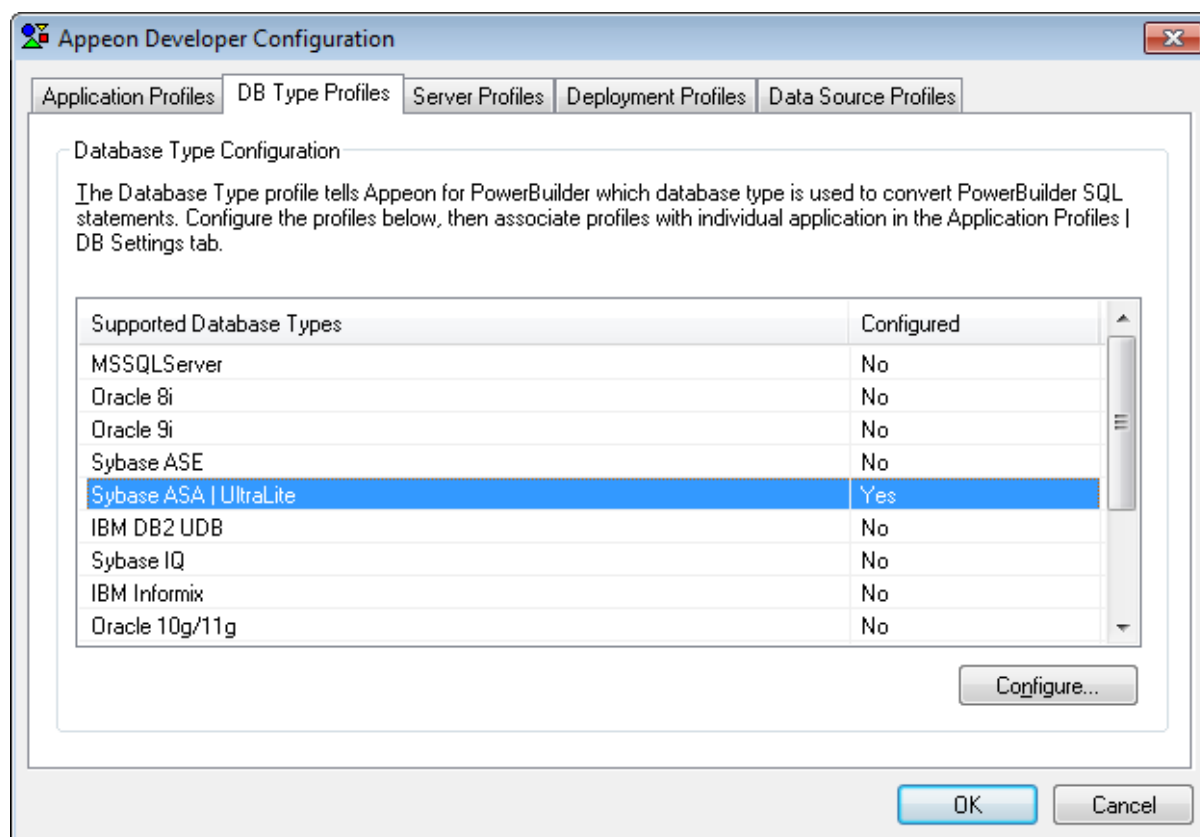 Appeon Developer Configuration
Application Profiles DB Type Profiles Server Profiles Deployment Profiles Data Source Profiles
Database Type Configuration
The Database Type profile tells Appeon for PowerBuilder which database type is used to convert PowerBuilder SQL
statements. Configure the profiles below, then associate profiles with individual application in the Application Profiles |
DB Settings tab.
Supported Database Types Configured
MSSQLServer No
Oracle 8i No
Oracle 9i No
Sybase ASE No
Sybase ASA | UltraLite Yes
IBM DB2 UDB No
Sybase IQ No
IBM Informix No
Oracle 10g/11g No
Configure...
OK Cancel